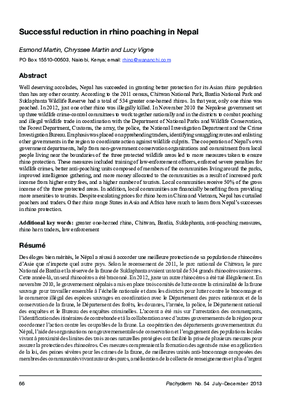 Successful reduction in rhino poaching in Nepal
Esmond Martin, Chryssee Martin and Lucy Vigne
PO Box 15510-00503, Nairobi, Kenya; email: rhino@wananchi.com
Abstract
Well deserving accolades, Nepal has succeeded in granting better protection for its Asian rhino population
than has any other country. According to the 2011 census, Chitwan National Park, Bardia National Park and
Suklaphanta Wildlife Reserve had a total of 534 greater one-horned rhinos. In that year, only one rhino was
poached. In 2012, just one other rhino was illegally killed. In November 2010 the Nepalese government set
up three wildlife crime-control committees to work together nationally and in the districts to combat poaching
and illegal wildlife trade in coordination with the Department of National Parks and Wildlife Conservation,
the Forest Department, Customs, the army, the police, the National Investigation Department and the Crime
Investigation Bureau. Emphasis was placed on apprehending traders, identifying smuggling routes and enlisting
other governments in the region to coordinate action against wildlife culprits. The cooperation of Nepal's own
government departments, help from non-government conservation organizations and commitment from local
people living near the boundaries of the three protected wildlife areas led to more measures taken to ensure
rhino protection. These measures included training of law-enforcement officers, enforced severe penalties for
wildlife crimes, better anti-poaching units composed of members of the communities living around the parks,
improved intelligence gathering, and more money allocated to the communities as a result of increased park
income from higher entry fees, and a higher number of tourists. Local communities receive 50% of the gross
income of the three protected areas. In addition, local communities are financially benefiting from providing
more amenities to tourists. Despite escalating prices for rhino horn in China and Vietnam, Nepal has curtailed
poachers and traders. Other rhino range States in Asia and Africa have much to learn from Nepal's successes
in rhino protection.
Additional key words: greater one-horned rhino, Chitwan, Bardia, Suklaphanta, anti-poaching measures,
rhino horn traders, law enforcement
Résumé
Des éloges bien mérités, le Népal a réussi à accorder une meilleure protection de sa population de rhinocéros
d'Asie que n'importe quel autre pays. Selon le recensement de 2011, le parc national de Chitwan, le parc
National de Bardia et la réserve de la faune de Suklaphanta avaient un total de 534 grands rhinocéros unicornes.
Cette année-là, un seul rhinocéros a été braconné. En 2012, juste un autre rhinocéros a été tué illégalement. En
novembre 2010, le gouvernement népalais a mis en place trois comités de lutte contre la criminalité de la faune
sauvage pour travailler ensemble à l'échelle nationale et dans les districts pour lutter contre le braconnage et
le commerce illégal des espèces sauvages en coordination avec le Département des parcs nationaux et de la
conservation de la faune, le Département des forêts, les douanes, l'armée, la police, le Département national
des enquêtes et le Bureau des enquêtes criminelles. L'accent a été mis sur l'arrestation des commerçants,
l'identification des itinéraires de contrebande et à la collaboration avec d'autres gouvernements de la région pour
coordonner l'action contre les coupables de la faune. La coopération des départements gouvernementaux du
Népal, l'aide des organisations non gouvernementales de conservation et l'engagement des populations locales
vivant à proximité des limites des trois zones naturelles protégées ont facilité la prise de plusieurs mesures pour
assurer la protection des rhinocéros. Ces mesures comprenaient la formation des agents de mise en application
de la loi, des peines sévères pour les crimes de la faune, de meilleures unités anti-braconnage composées des
membres des communautés vivant autour des parcs, amélioration de la collecte de renseignements et plus d'argent
66
Pachyderm No. 54 July–December 2013